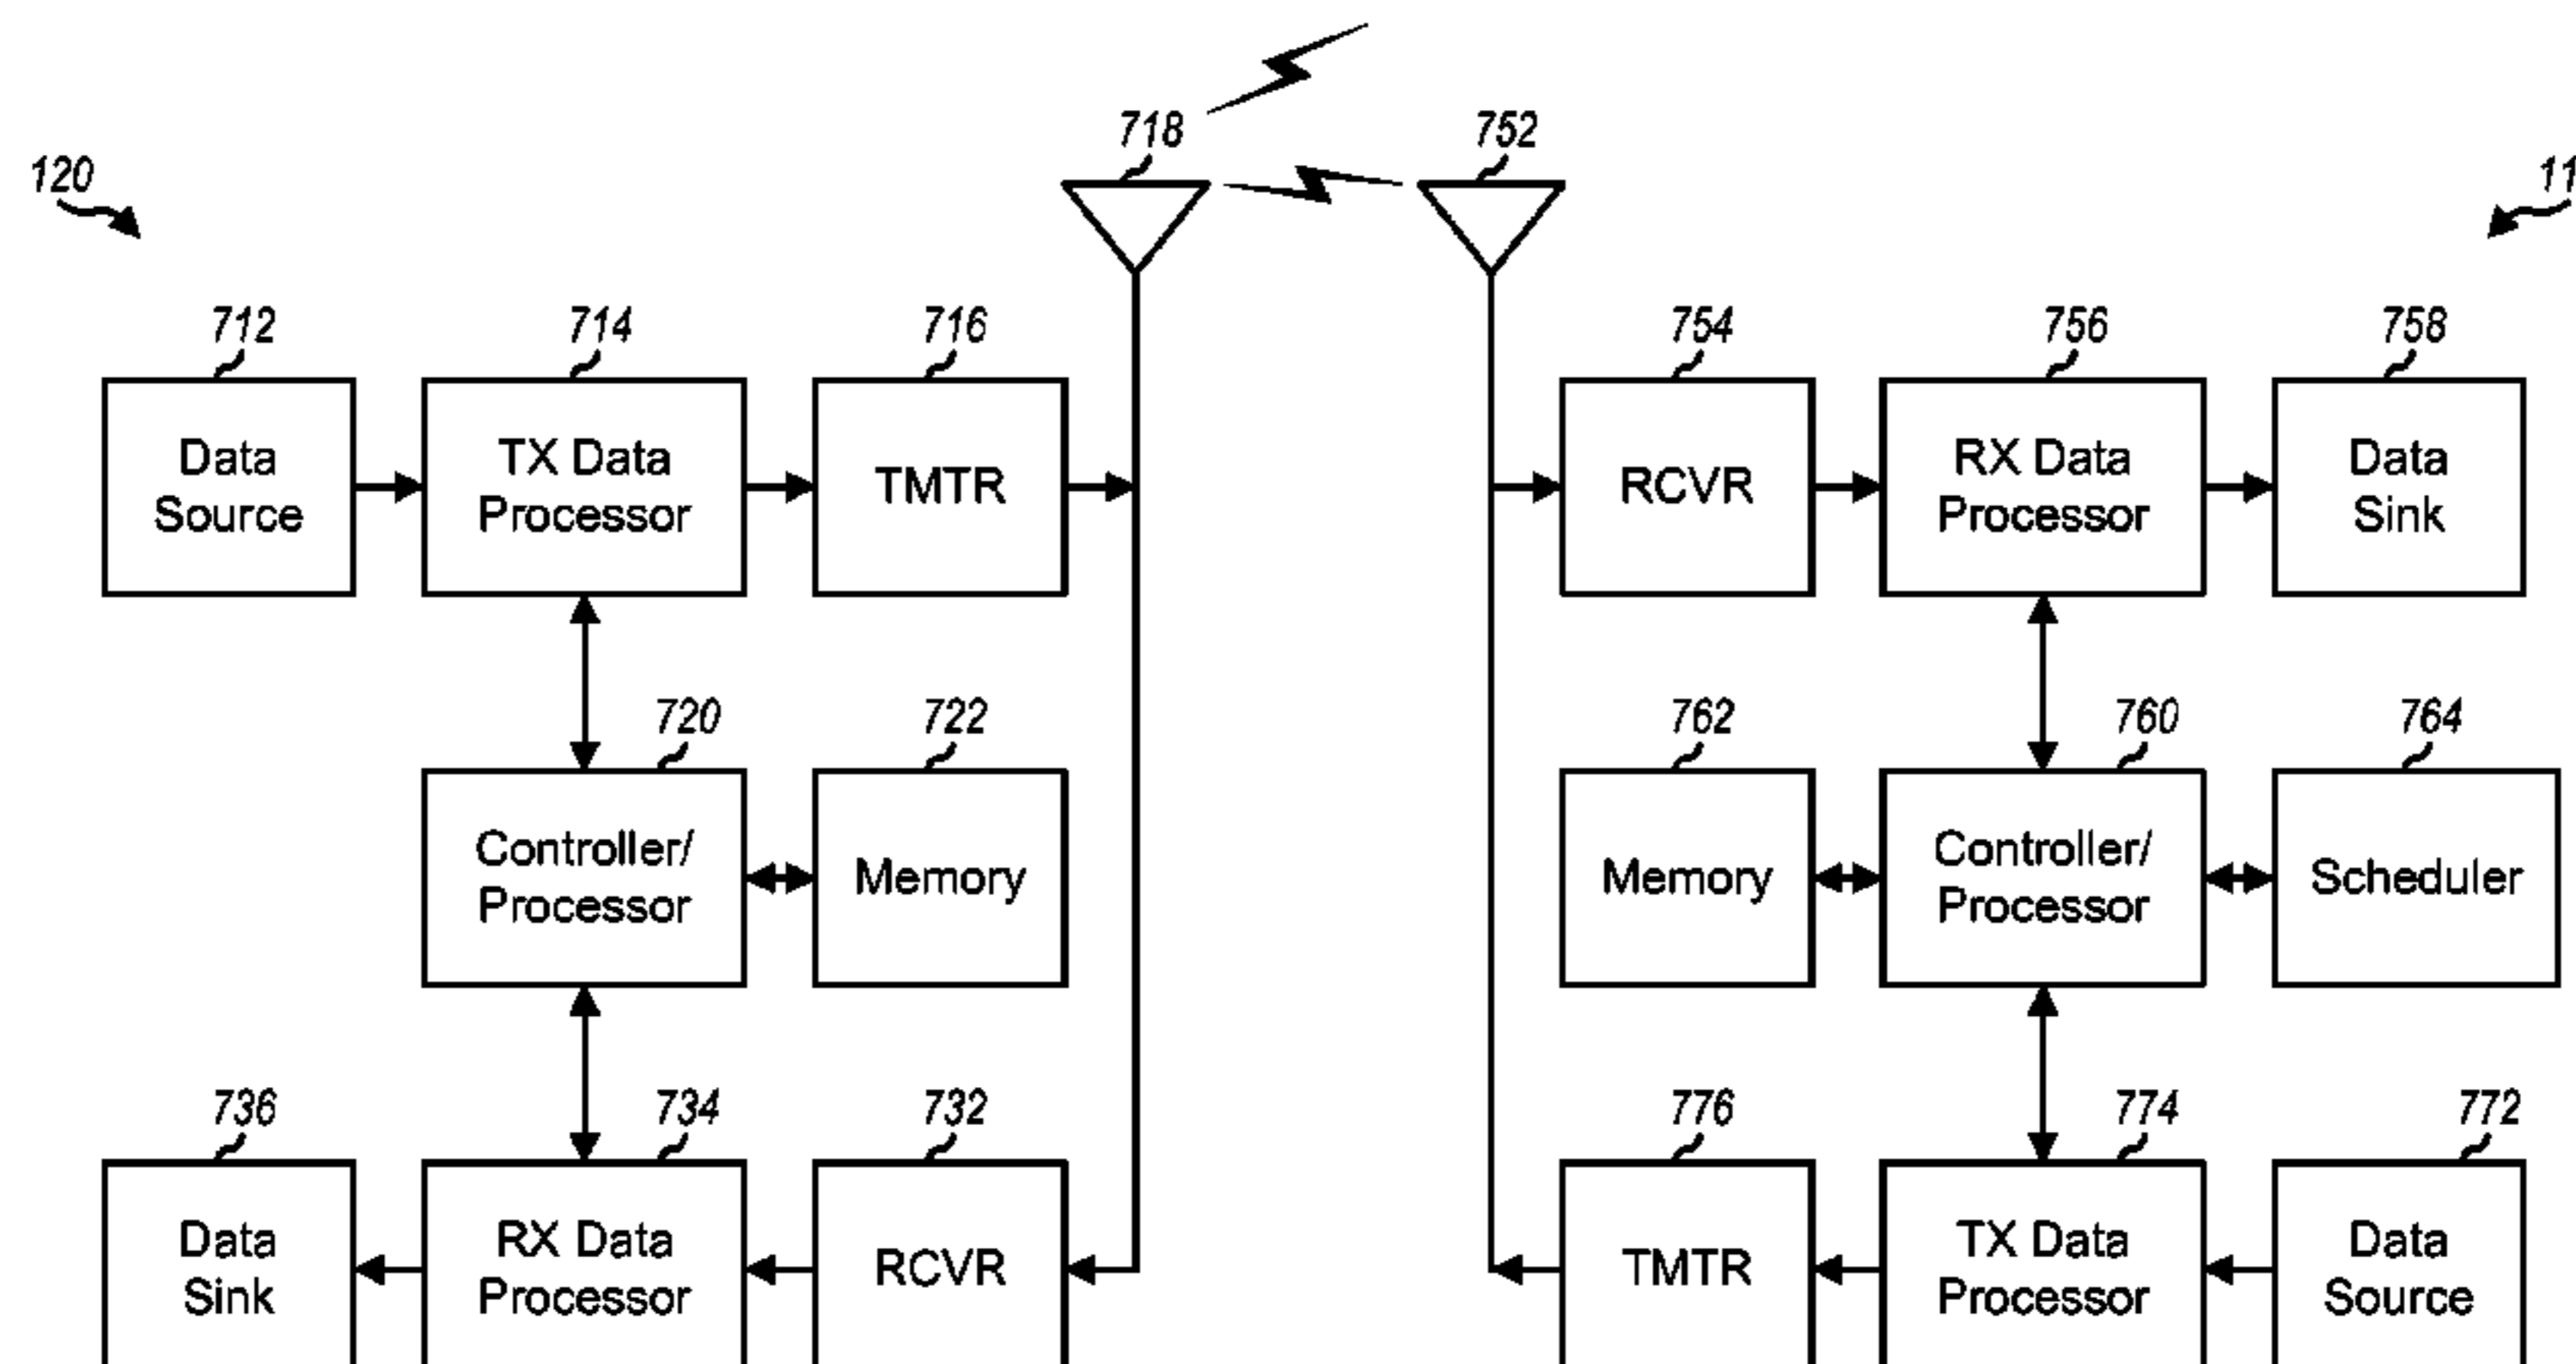 718
752
120
11
712
714
716
754
756
758
Data
Source
TX Data
Processor
TMTR
RCVR
RX Data
Processor
Data
Sink
720
722
762
760
764
Controller/
Processor
Memory
Memory
Controller/
Processor
Scheduler
736
734
732
776
774
772
Data
Sink
RX Data
Processor
RCVR
TMTR
TX Data
Processor
Data
Source